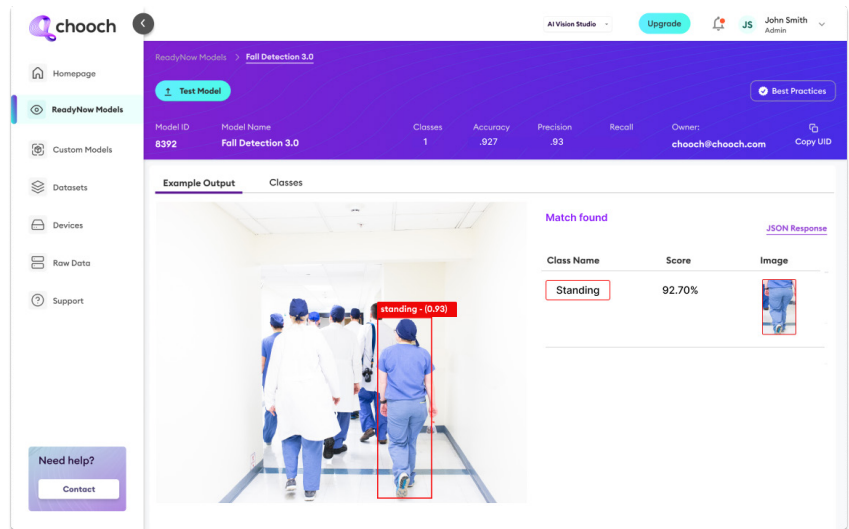 chooch
AI Vision Studio
Upgrade
JS
John Smith
Admin
Homepage
ReadyNow Models
Custom Models
Datasets
Devices
Raw Data
Support
Need help?
Contact
ReadyNow Models > Fall Detection 3.0
Test Model
Best Practices
Model ID Model Name Classes Accuracy Precision Recall Owner:
8392 Fall Detection 3.0 1 .927 .93 chooch@chooch.com Copy UID
Example Output Classes
standing - (0.93)
Match found
JSON Response
Class Name Score Image
Standing 92.70%